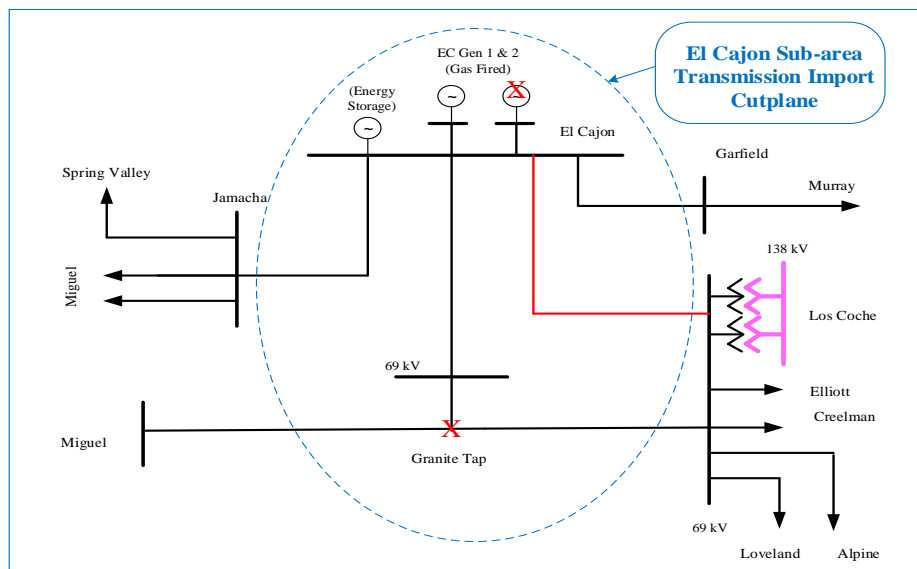 EC Gen 1 & 2
(Gas Fired)
X
(Energy
Storage)
~
~
~
El Cajon Sub-area
Transmission Import
Cutplane
El Cajon
Garfield
Spring Valley
Jamacha
Murray
138 kV
Miguel
Los Coche
69 kV
Elliott
Creelman
X
Miguel
Granite Tap
69 kV
Loveland
Alpine